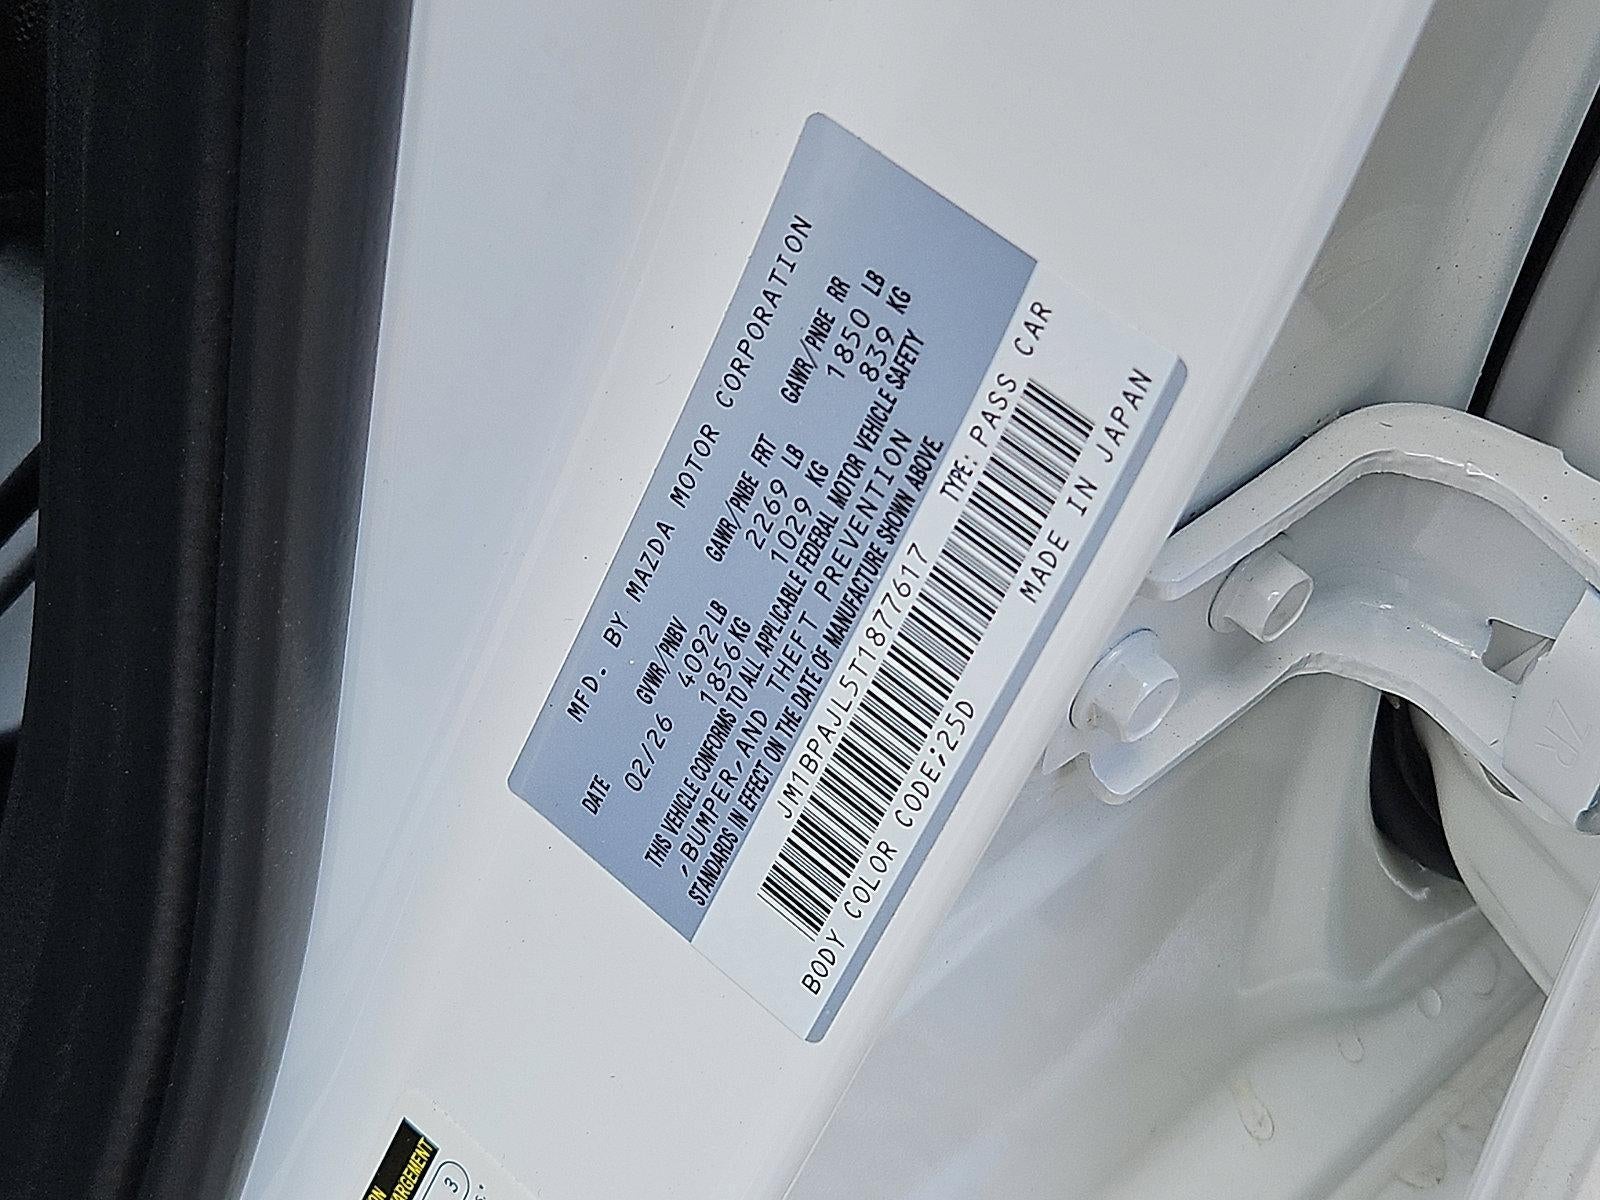 MFD. BY MAZDA MOTOR CORPORATION
DATE GVWR/PNBV GAWR/PNBE FRT GAWR/PNBE RR
02/26 4092LB 2269 LB 1850 LB
1856KG 1029 KG 839 KG
THIS VEHICLE CONFORMS TO ALL APPLICABLE FEDERAL MOTOR VEHICLE SAFETY
,BUMPER,AND THEFT PREVENTION
STANDARDS IN EFFECT ON THE DATE OF MANUFACTURE SHOWN ABOVE.
JM1BPAJL5T1877617 TYPE: PASS CAR
BODY COLOR CODE;25D MADE IN JAPAN
3